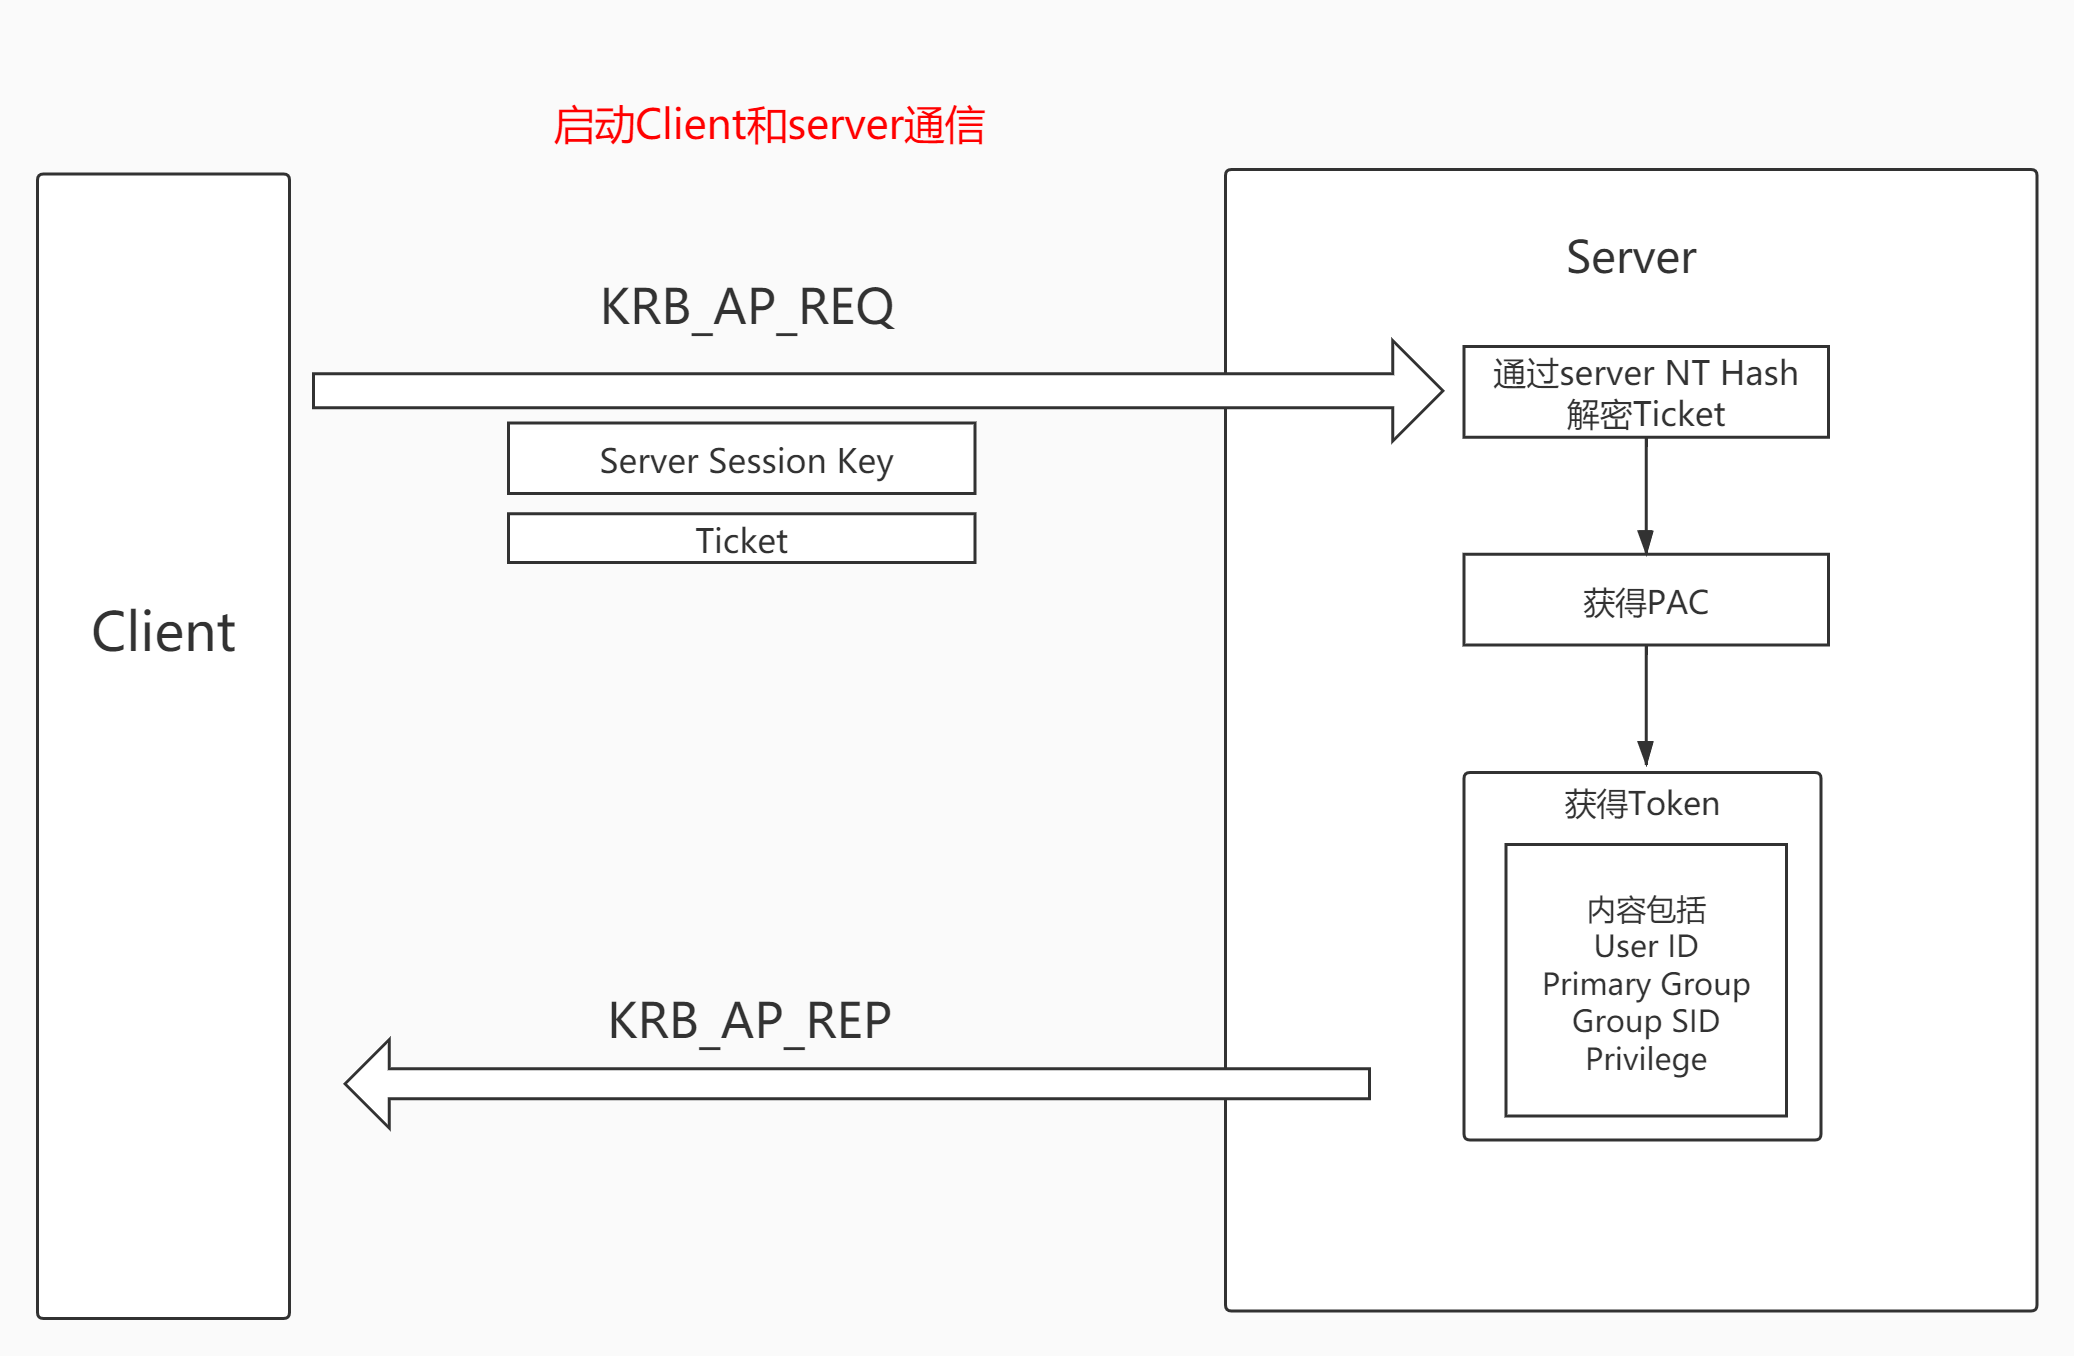 启动Client和server通信
Client
KRB_AP_REQ
Server Session Key
Ticket
KRB_AP_REP
Server
通过server NT Hash
解密Ticket
获得PAC
获得Token
内容包括
User ID
Primary Group
Group SID
Privilege